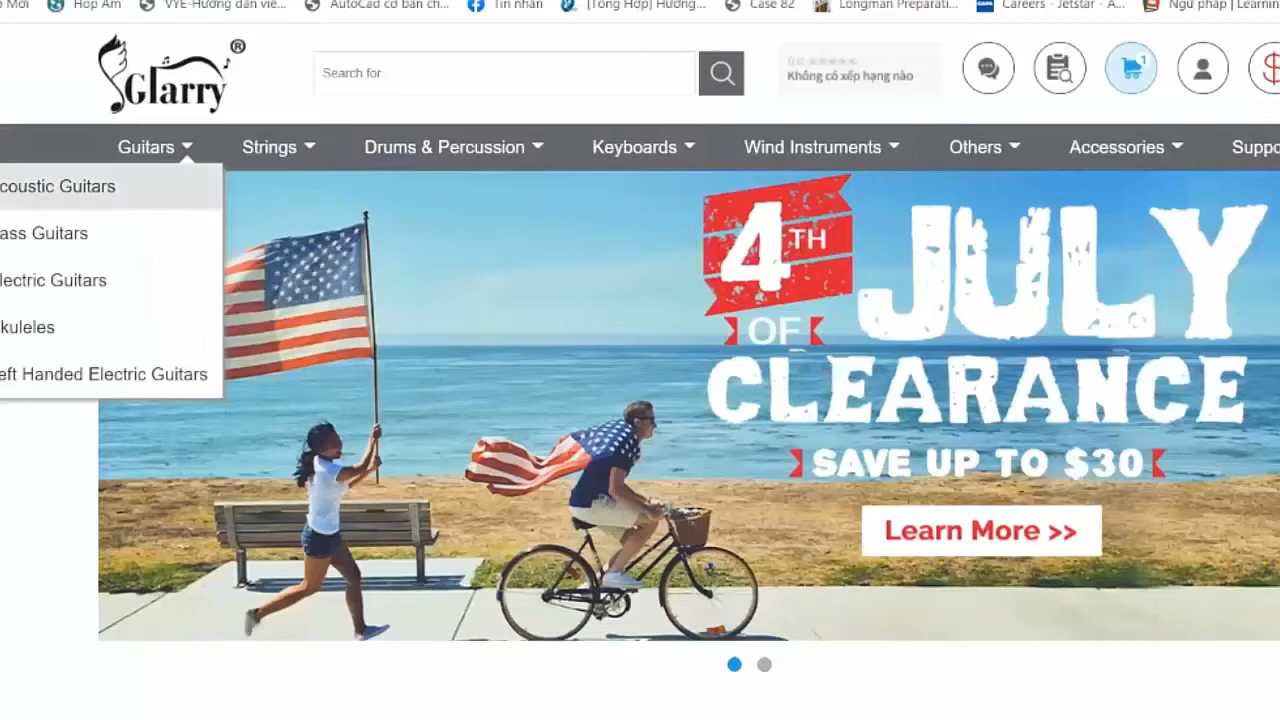 Mới
Hợp Âm
VYE-Hướng dẫn viê...
AutoCad cơ bản ch...
Tin nhắn
[Tổng Hợp] Hướng...
Case 82
Longman Preparati...
Careers - Jetstar - A...
Ngữ pháp | Learnin
Glarry®
Search for
0.0
Không có xếp hạng nào
1
Guitars
Strings
Drums & Percussion
Keyboards
Wind Instruments
Others
Accessories
Suppo
coustic Guitars
ass Guitars
lectric Guitars
kuleles
eft Handed Electric Guitars
4TH
OF
JULY
CLEARANCE
SAVE UP TO $30
Learn More >>